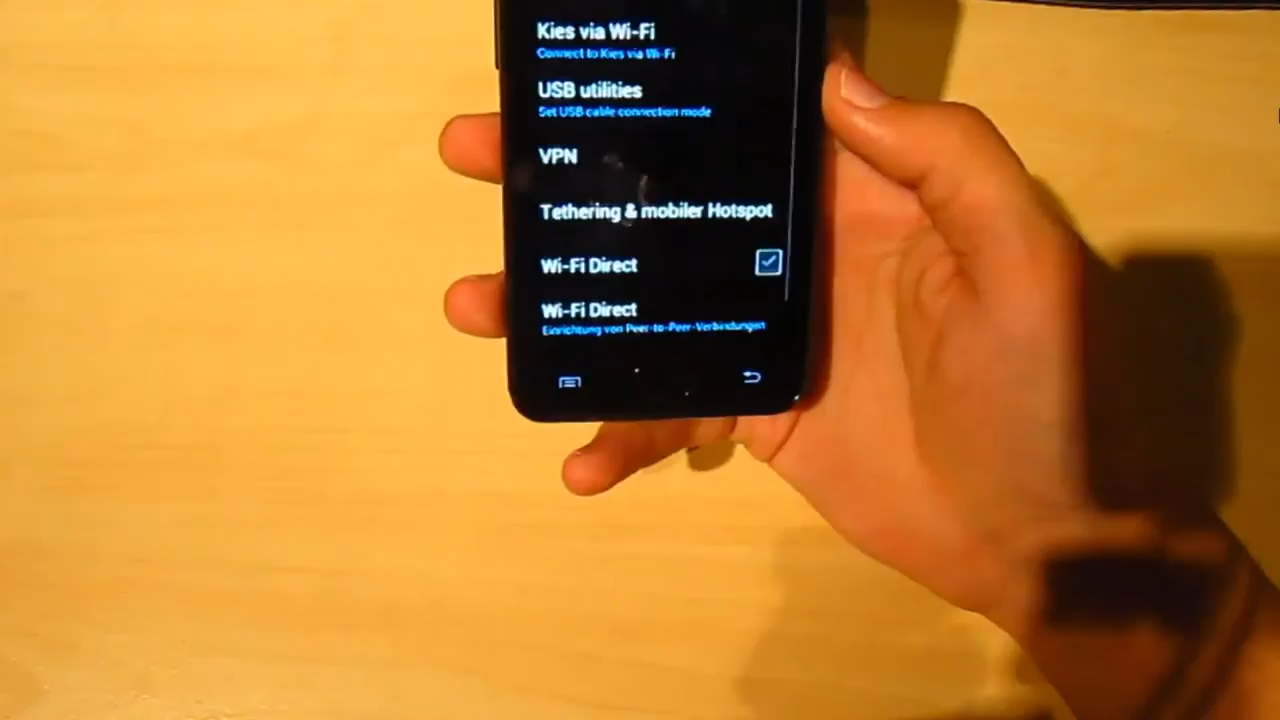 Kies via Wi-Fi
Connect to Kies via Wi-Fi
USB utilities
Set USB cable connection mode
VPN
Tethering & mobiler Hotspot
Wi-Fi Direct
Wi-Fi Direct
Einrichtung von Peer-to-Peer-Verbindungen